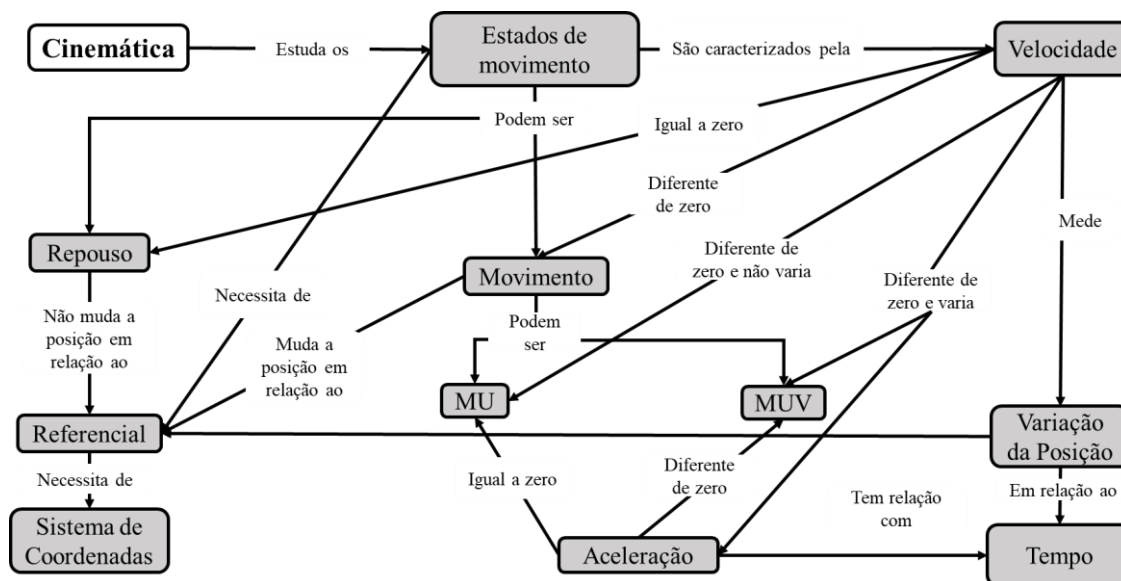 Cinemática
Estuda os
Estados de
movimento
São caracterizados pela
Velocidade
Podem ser
Igual a zero
Diferente
de zero
Mede
Repouso
Movimento
Diferente de
zero e não varia
Diferente de
zero e varia
Necessita de
Não muda a
posição em
relação ao
Muda a
posição em
relação ao
Podem
ser
MU
MUV
Referencial
Variação
da Posição
Necessita de
Igual a zero
Diferente
de zero
Tem relação
com
Em relação ao
Sistema de
Coordenadas
Aceleração
Tempo